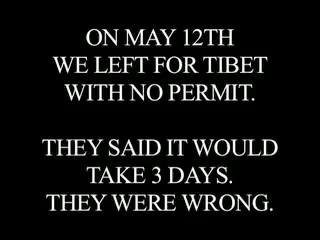 ON MAY 12TH
WE LEFT FOR TIBET
WITH NO PERMIT.
THEY SAID IT WOULD
TAKE 3 DAYS.
THEY WERE WRONG.